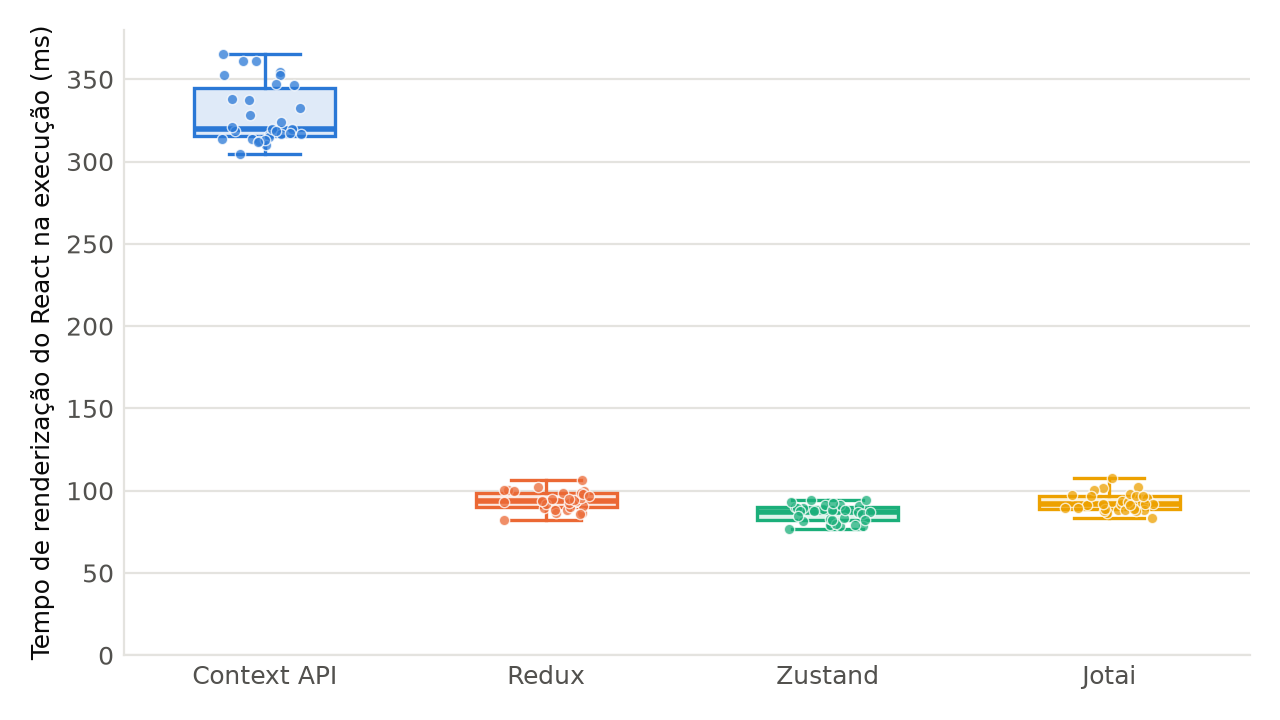 Tempo de renderização do React na execução (ms)
350
300
250
200
150
100
50
0
Context API
Redux
Zustand
Jotai